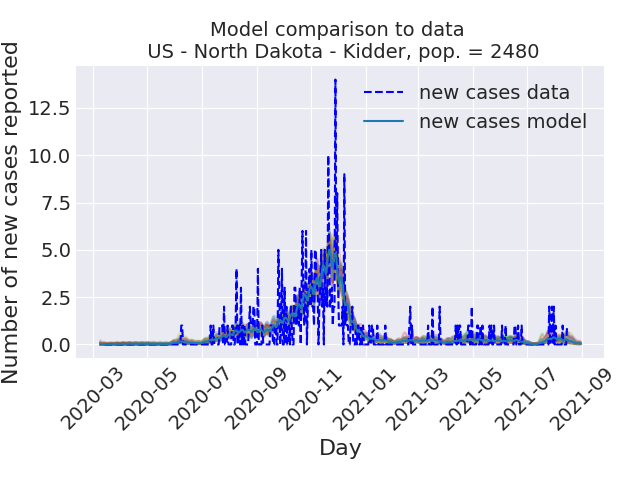 Model comparison to data
US - North Dakota - Kidder, pop. = 2480
Number of new cases reported
12.5
10.0
7.5
5.0
2.5
0.0
new cases data
new cases model
2020-03
2020-05
2020-07
2020-09
2020-11
2021-01
2021-03
2021-05
2021-07
2021-09
Day